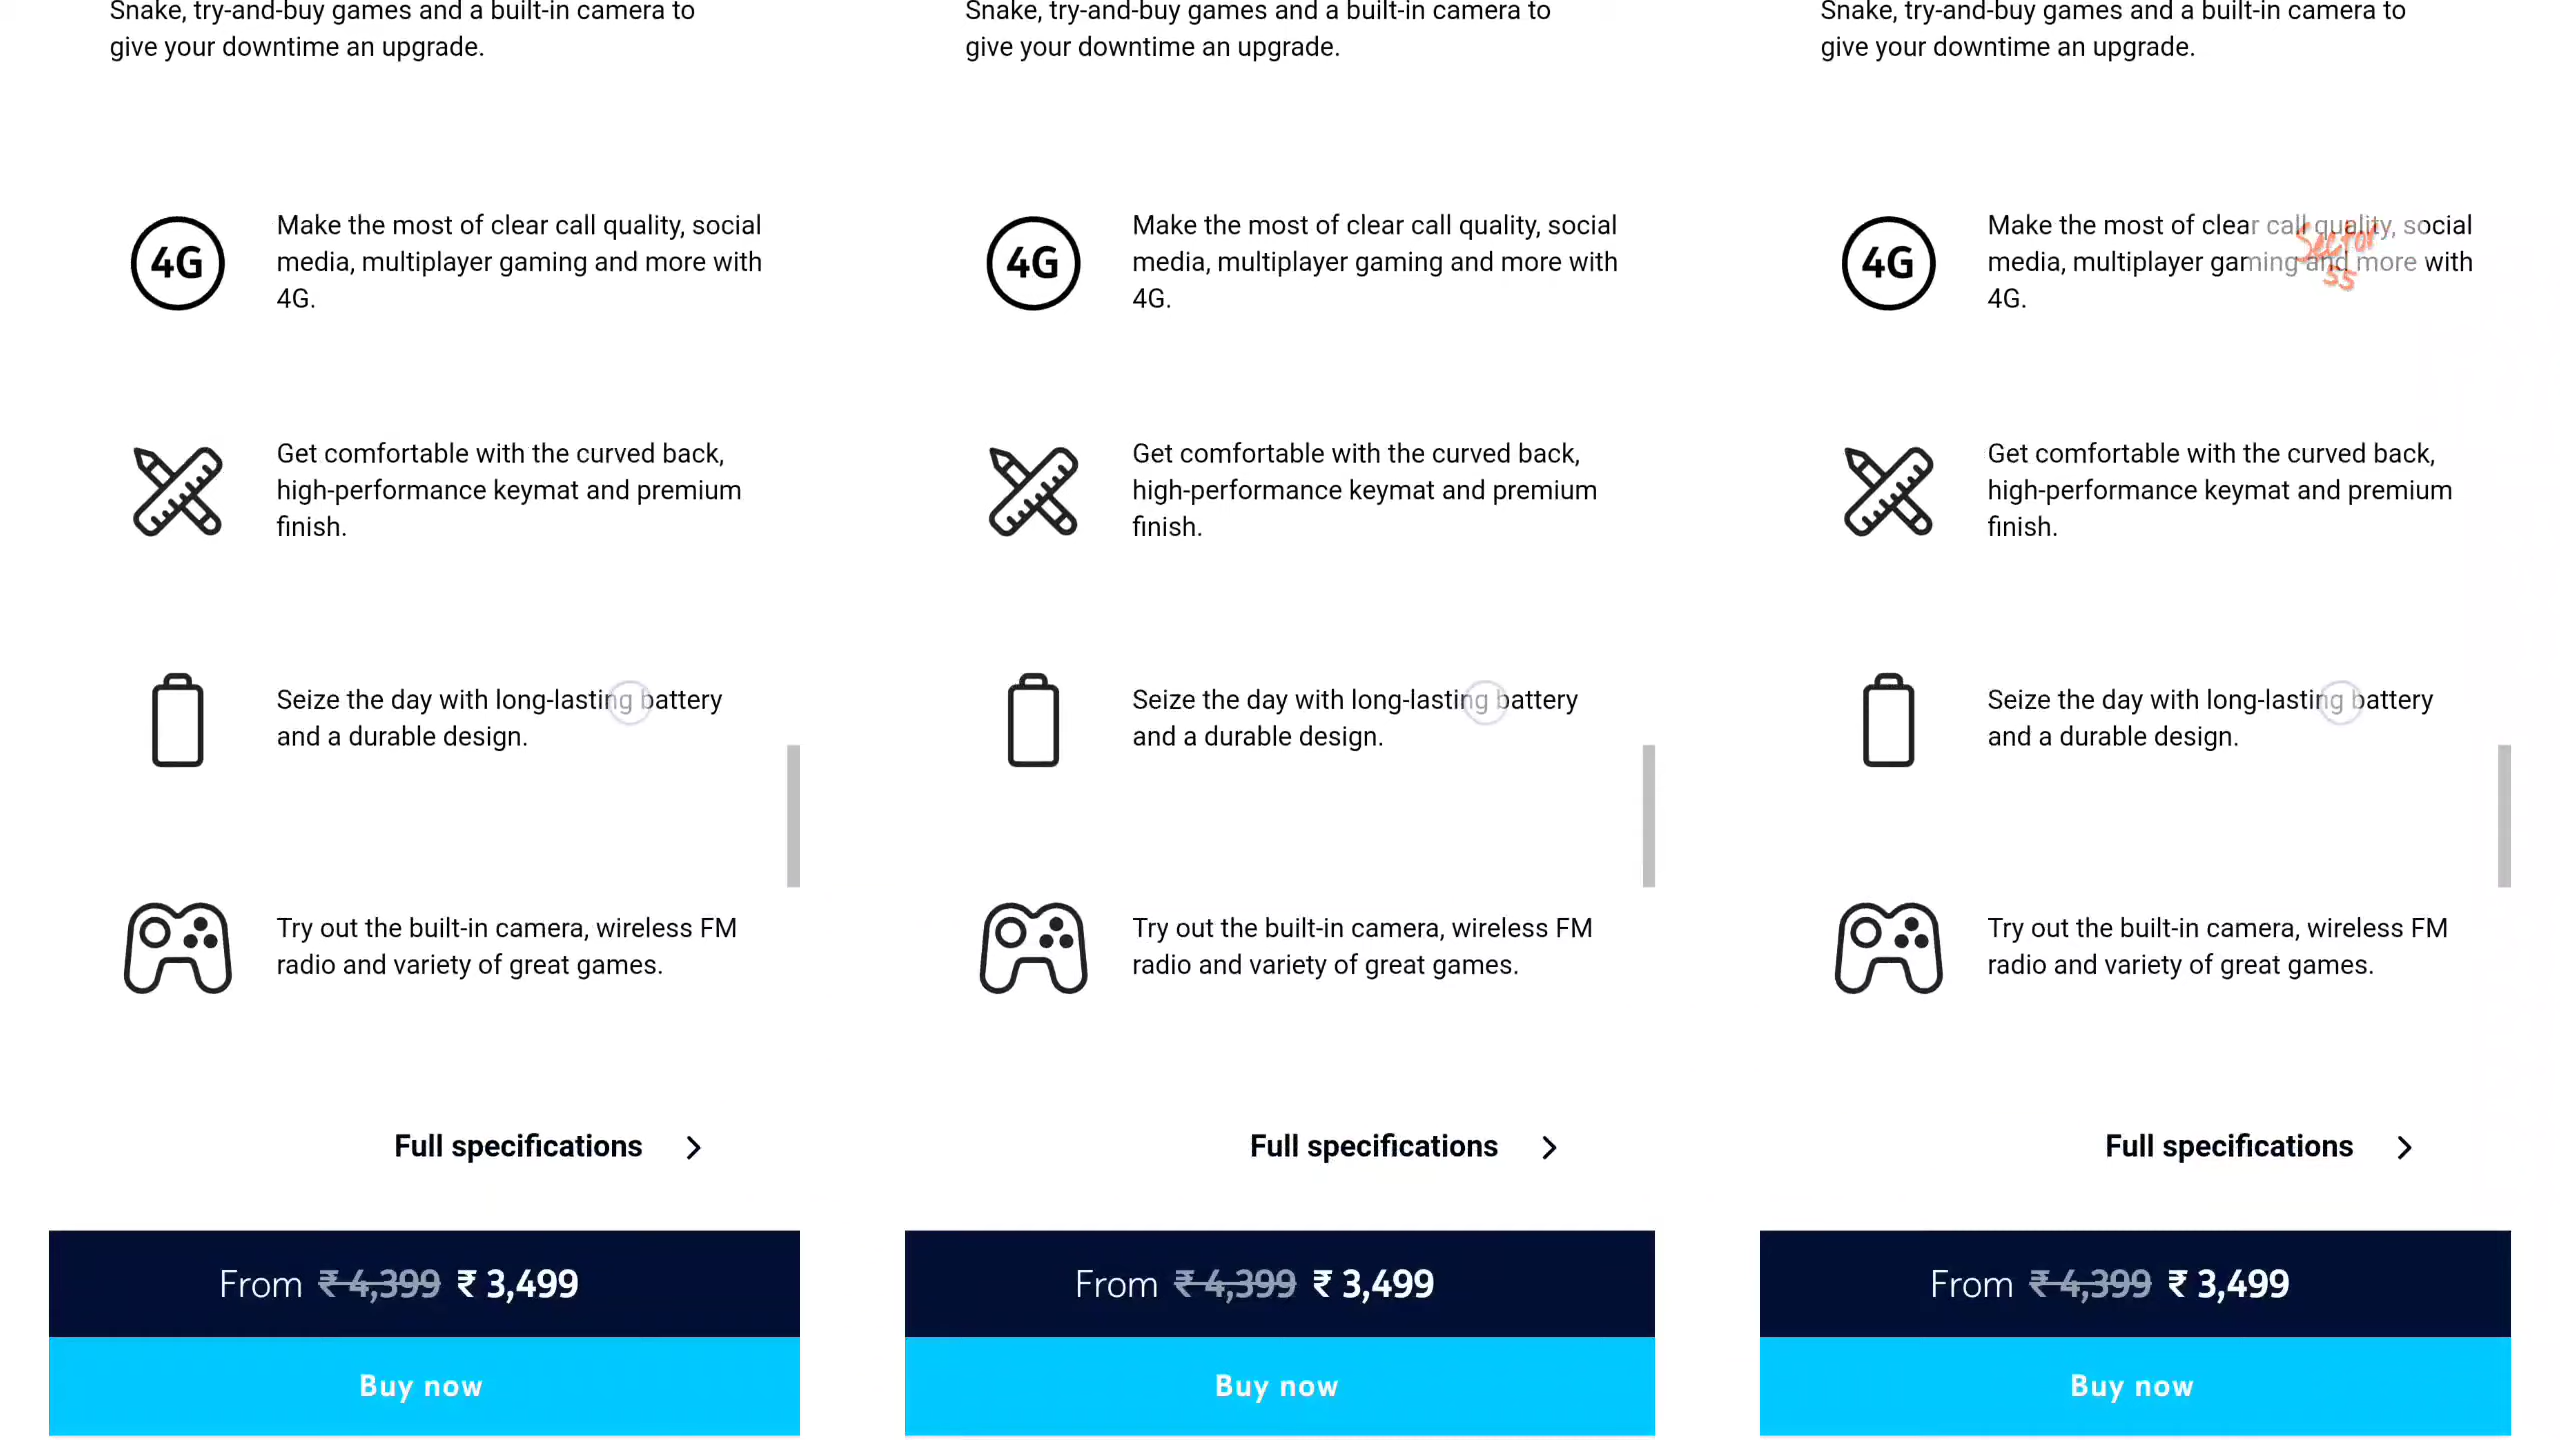 Snake, try-and-buy games and a built-in camera to
give your downtime an upgrade.
4G
Make the most of clear call quality, social
media, multiplayer gaming and more with
4G.
Get comfortable with the curved back,
high-performance keymat and premium
finish.
Seize the day with long-lasting battery
and a durable design.
Try out the built-in camera, wireless FM
radio and variety of great games.
Full specifications
From ₹ 4,399 ₹ 3,499
Buy now
Snake, try-and-buy games and a built-in camera to
give your downtime an upgrade.
4G
Make the most of clear call quality, social
media, multiplayer gaming and more with
4G.
Get comfortable with the curved back,
high-performance keymat and premium
finish.
Seize the day with long-lasting battery
and a durable design.
Try out the built-in camera, wireless FM
radio and variety of great games.
Full specifications
From ₹ 4,399 ₹ 3,499
Buy now
Snake, try-and-buy games and a built-in camera to
give your downtime an upgrade.
4G
Make the most of clear call quality, social
media, multiplayer gaming and more with
4G.
Sector
55
Get comfortable with the curved back,
high-performance keymat and premium
finish.
Seize the day with long-lasting battery
and a durable design.
Try out the built-in camera, wireless FM
radio and variety of great games.
Full specifications
From ₹ 4,399 ₹ 3,499
Buy now